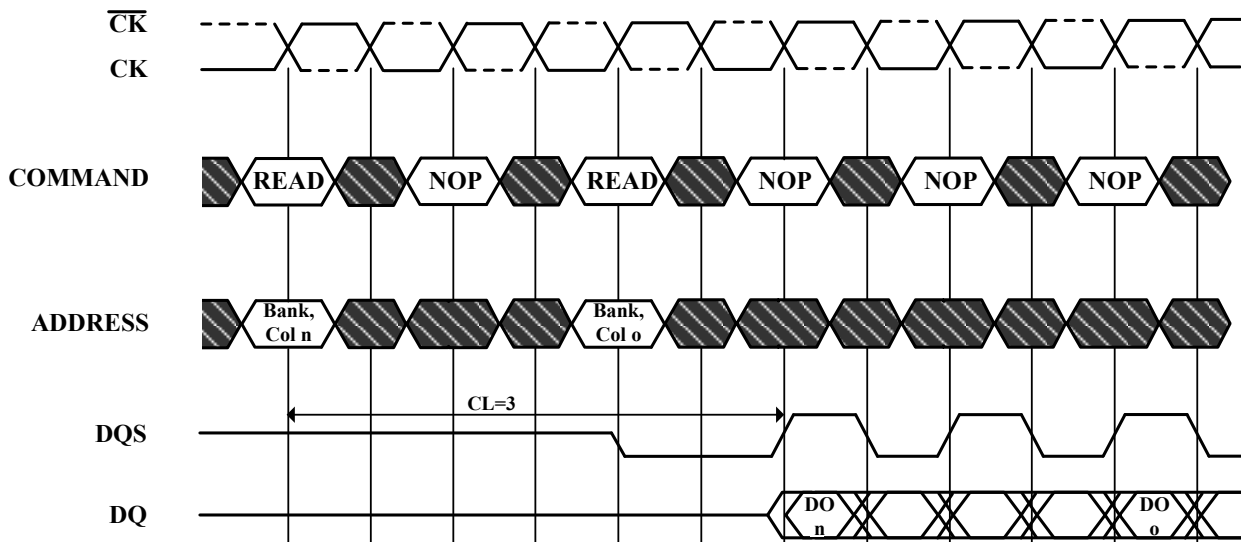 CK
CK
COMMAND
READ
NOP
READ
NOP
NOP
NOP
ADDRESS
Bank,
Col n
Bank,
Col o
CL=3
DQS
DQ
DO
n
DO
o